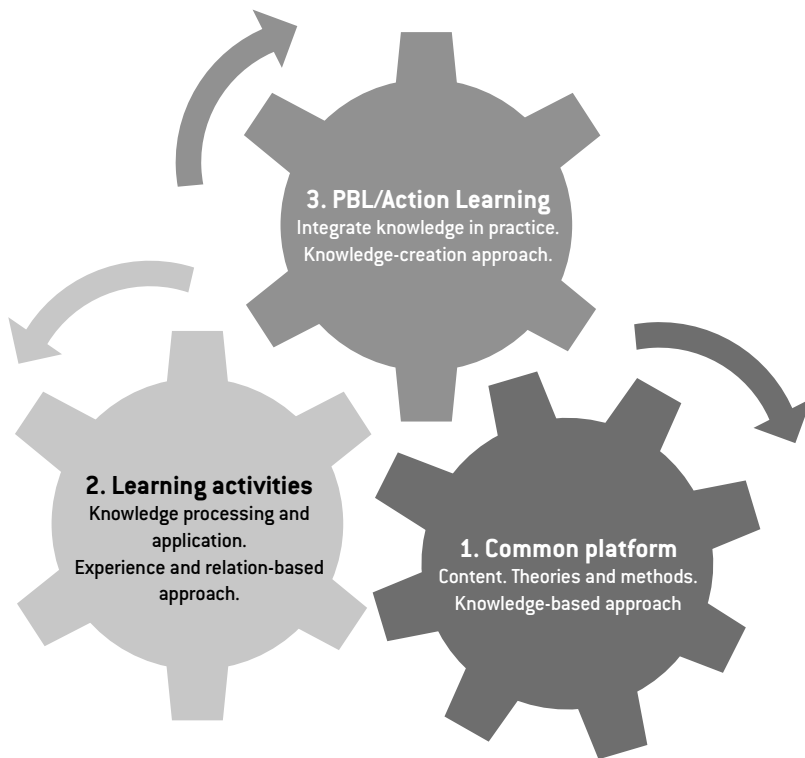 3. PBL/Action Learning
Integrate knowledge in practice.
Knowledge-creation approach.
2. Learning activities
Knowledge processing and
application.
Experience and relation-based
approach.
1. Common platform
Content. Theories and methods.
Knowledge-based approach